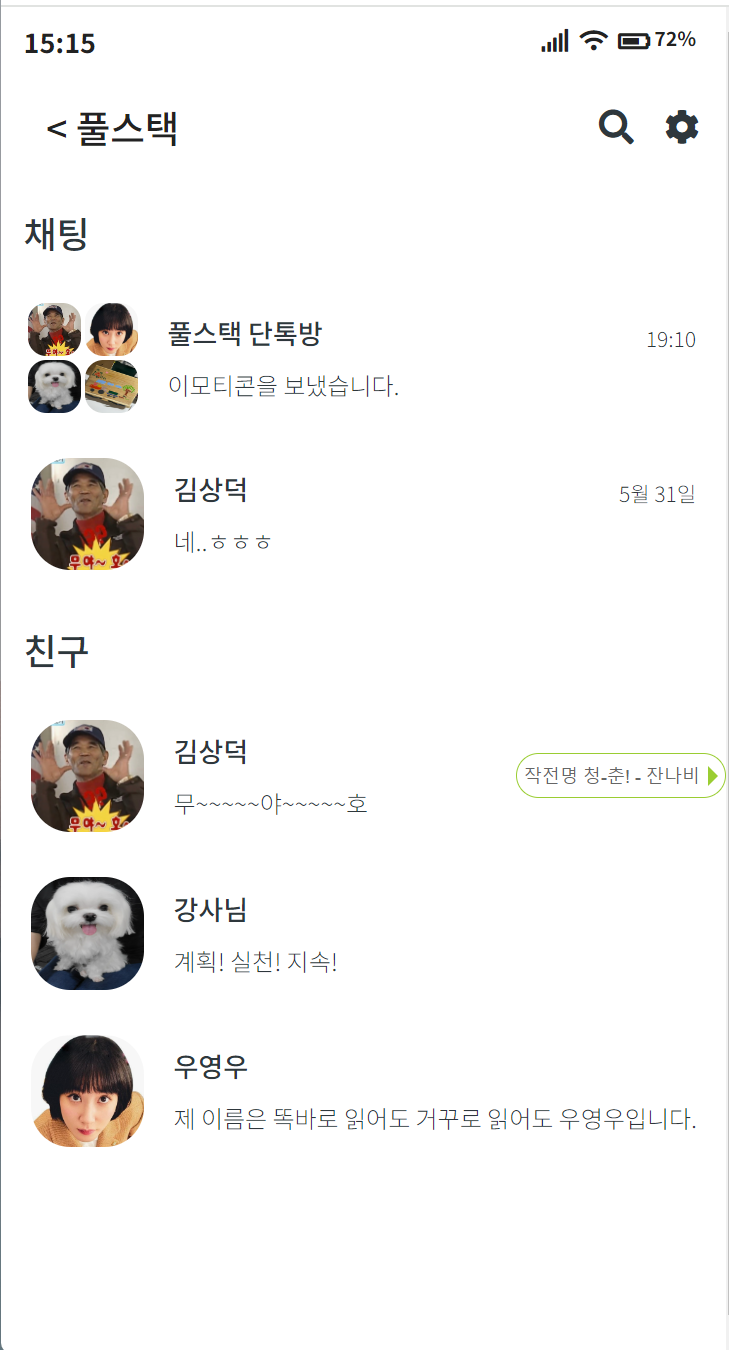 15:15 72%
< 풀스택
채팅
풀스택 단톡방 19:10
이모티콘을 보냈습니다.
김상덕 5월 31일
네..ㅎㅎㅎ
무야~ 호
친구
김상덕 작전명 청-춘! - 잔나비
무~~~~~야~~~~~호
무야~ 호
강사님
계획! 실천! 지속!
우영우
제 이름은 똑바로 읽어도 거꾸로 읽어도 우영우입니다.